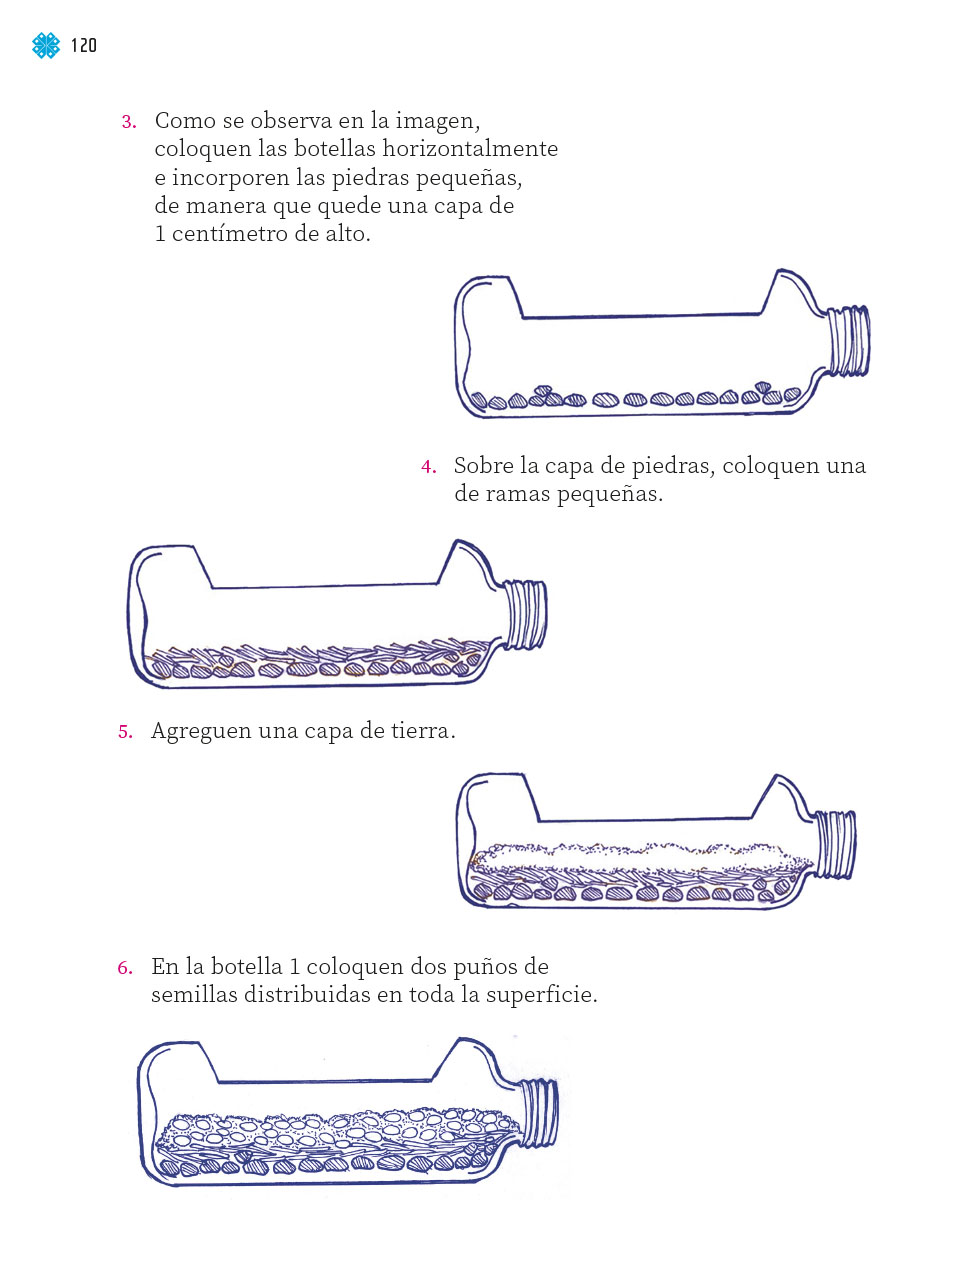 120
3. Como se observa en la imagen,
coloquen las botellas horizontalmente
e incorporen las piedras pequeñas,
de manera que quede una capa de
1 centímetro de alto.
4. Sobre la capa de piedras, coloquen una
de ramas pequeñas.
5. Agreguen una capa de tierra.
6. En la botella 1 coloquen dos puños de
semillas distribuidas en toda la superficie.